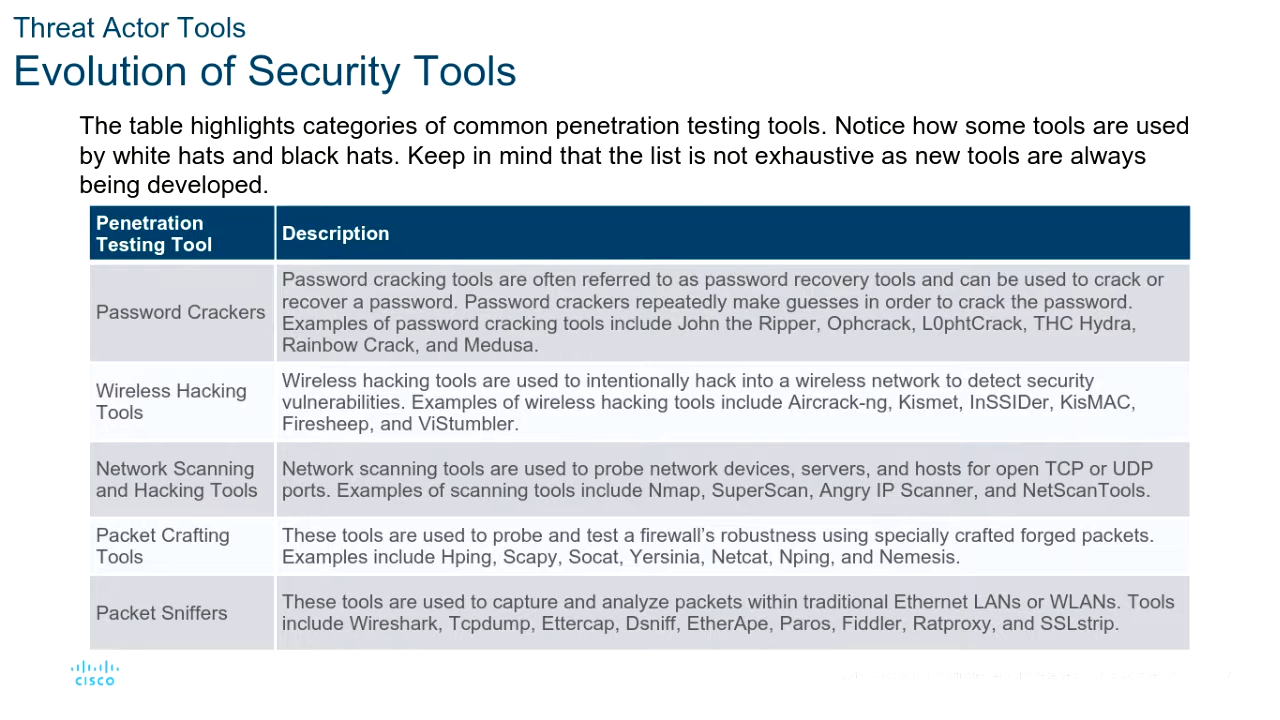 Threat Actor Tools
Evolution of Security Tools
The table highlights categories of common penetration testing tools. Notice how some tools are used
by white hats and black hats. Keep in mind that the list is not exhaustive as new tools are always
being developed.
Penetration
Testing Tool
Description
Password Crackers
Password cracking tools are often referred to as password recovery tools and can be used to crack or
recover a password. Password crackers repeatedly make guesses in order to crack the password.
Examples of password cracking tools include John the Ripper, Ophcrack, L0phtCrack, THC Hydra,
Rainbow Crack, and Medusa.
Wireless Hacking
Tools
Wireless hacking tools are used to intentionally hack into a wireless network to detect security
vulnerabilities. Examples of wireless hacking tools include Aircrack-ng, Kismet, InSSIDer, KisMAC,
Firesheep, and ViStumbler.
Network Scanning
and Hacking Tools
Network scanning tools are used to probe network devices, servers, and hosts for open TCP or UDP
ports. Examples of scanning tools include Nmap, SuperScan, Angry IP Scanner, and NetScanTools.
Packet Crafting
Tools
These tools are used to probe and test a firewall’s robustness using specially crafted forged packets.
Examples include Hping, Scapy, Socat, Yersinia, Netcat, Nping, and Nemesis.
Packet Sniffers
These tools are used to capture and analyze packets within traditional Ethernet LANs or WLANs. Tools
include Wireshark, Tcpdump, Ettercap, Dsniff, EtherApe, Paros, Fiddler, Ratproxy, and SSLstrip.
CISCO